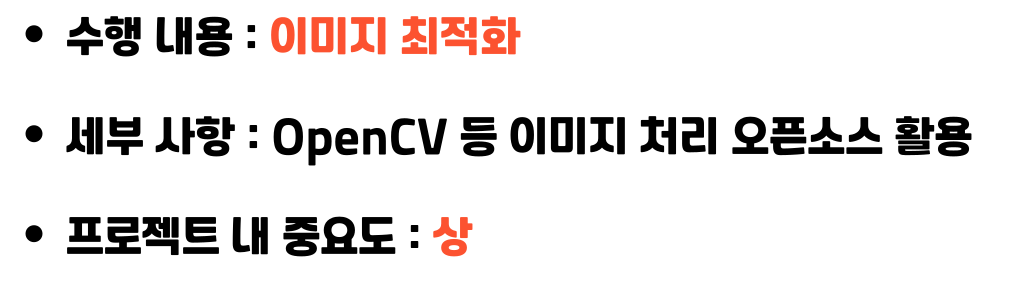 • 수행 내용 : 이미지 최적화
• 세부 사항 : OpenCV 등 이미지 처리 오픈소스 활용
• 프로젝트 내 중요도 : 상